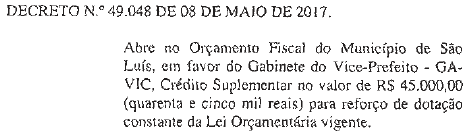 DECRETO N.º 49.048 DE 08 DE MAIO DE 2017.
Abre no Orçamento Fiscal do Município de São
Luís, em favor do Gabinete do Vice-Prefeito - GA-
VIC, Crédito Suplementar no valor de R$ 45.000,00
(quarenta e cinco mil reais) para reforço de dotação
constante da Lei Orçamentária vigente.